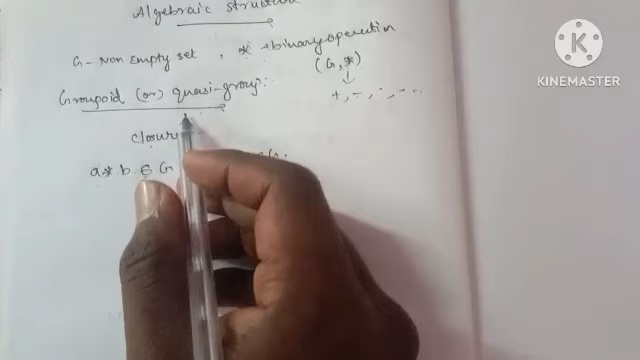 Algebraic structure
G - Non Empty set , * → binary operation
(G, *)
Groupoid (or) quasi-group:
+, -, ·, ÷ ...
Closure
a * b ∈ G
K
KINEMASTER